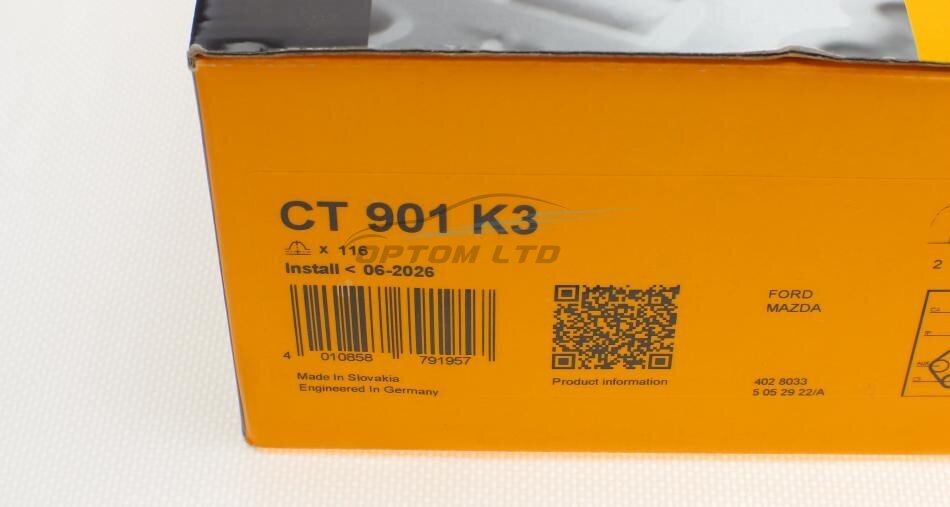 CT 901 K3
x 116
OPTOM LTD
Install < 06-2026
4 010858 791957
Made In Slovakia
Engineered In Germany
Product information
FORD
MAZDA
402 8033
5 05 29 22/A
2